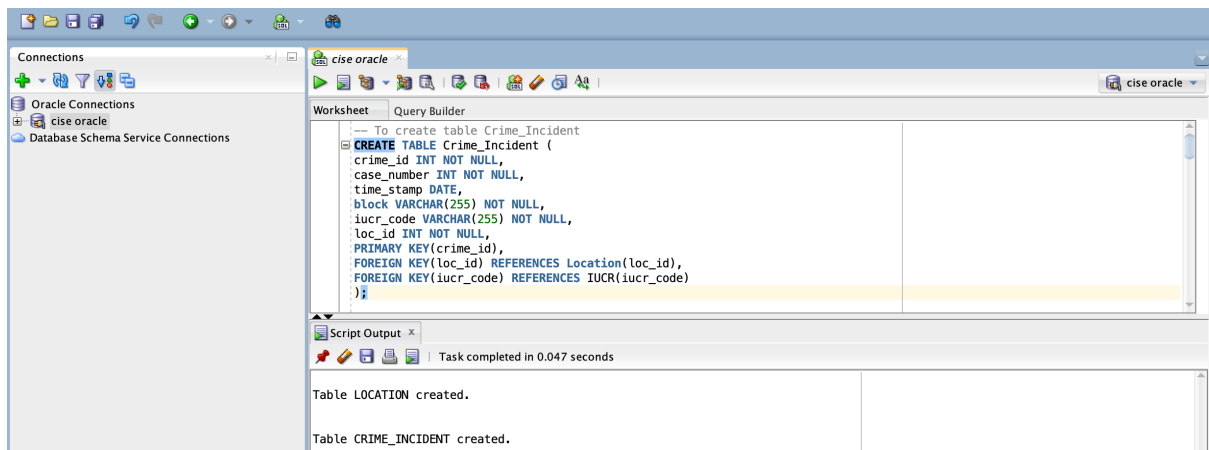 Connections
Oracle Connections
cise oracle
Database Schema Service Connections
cise oracle
cise oracle
Worksheet Query Builder
-- To create table Crime_Incident
CREATE TABLE Crime_Incident (
crime_id INT NOT NULL,
case_number INT NOT NULL,
time_stamp DATE,
block VARCHAR(255) NOT NULL,
iucr_code VARCHAR(255) NOT NULL,
loc_id INT NOT NULL,
PRIMARY KEY(crime_id),
FOREIGN KEY(loc_id) REFERENCES Location(loc_id),
FOREIGN KEY(iucr_code) REFERENCES IUCR(iucr_code)
);
Script Output x
Task completed in 0.047 seconds
Table LOCATION created.
Table CRIME_INCIDENT created.